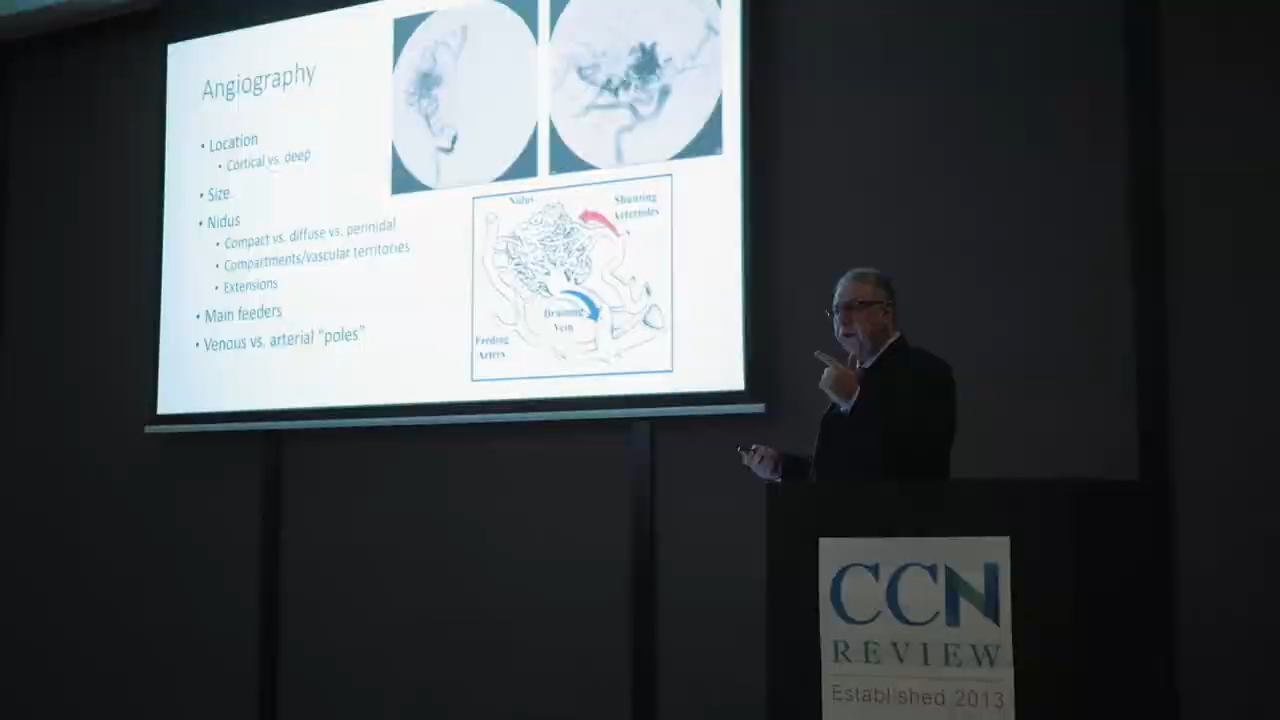 Angiography
• Location
• Cortical vs. deep
• Size
• Nidus
• Compact vs. diffuse vs. perinidal
• Compartments/vascular territories
• Extensions
• Main feeders
• Venous vs. arterial “poles”
Nidus
Shunting
Arterioles
Draining
Vein
Feeding
Artery
CCN
REVIEW
Established 2013